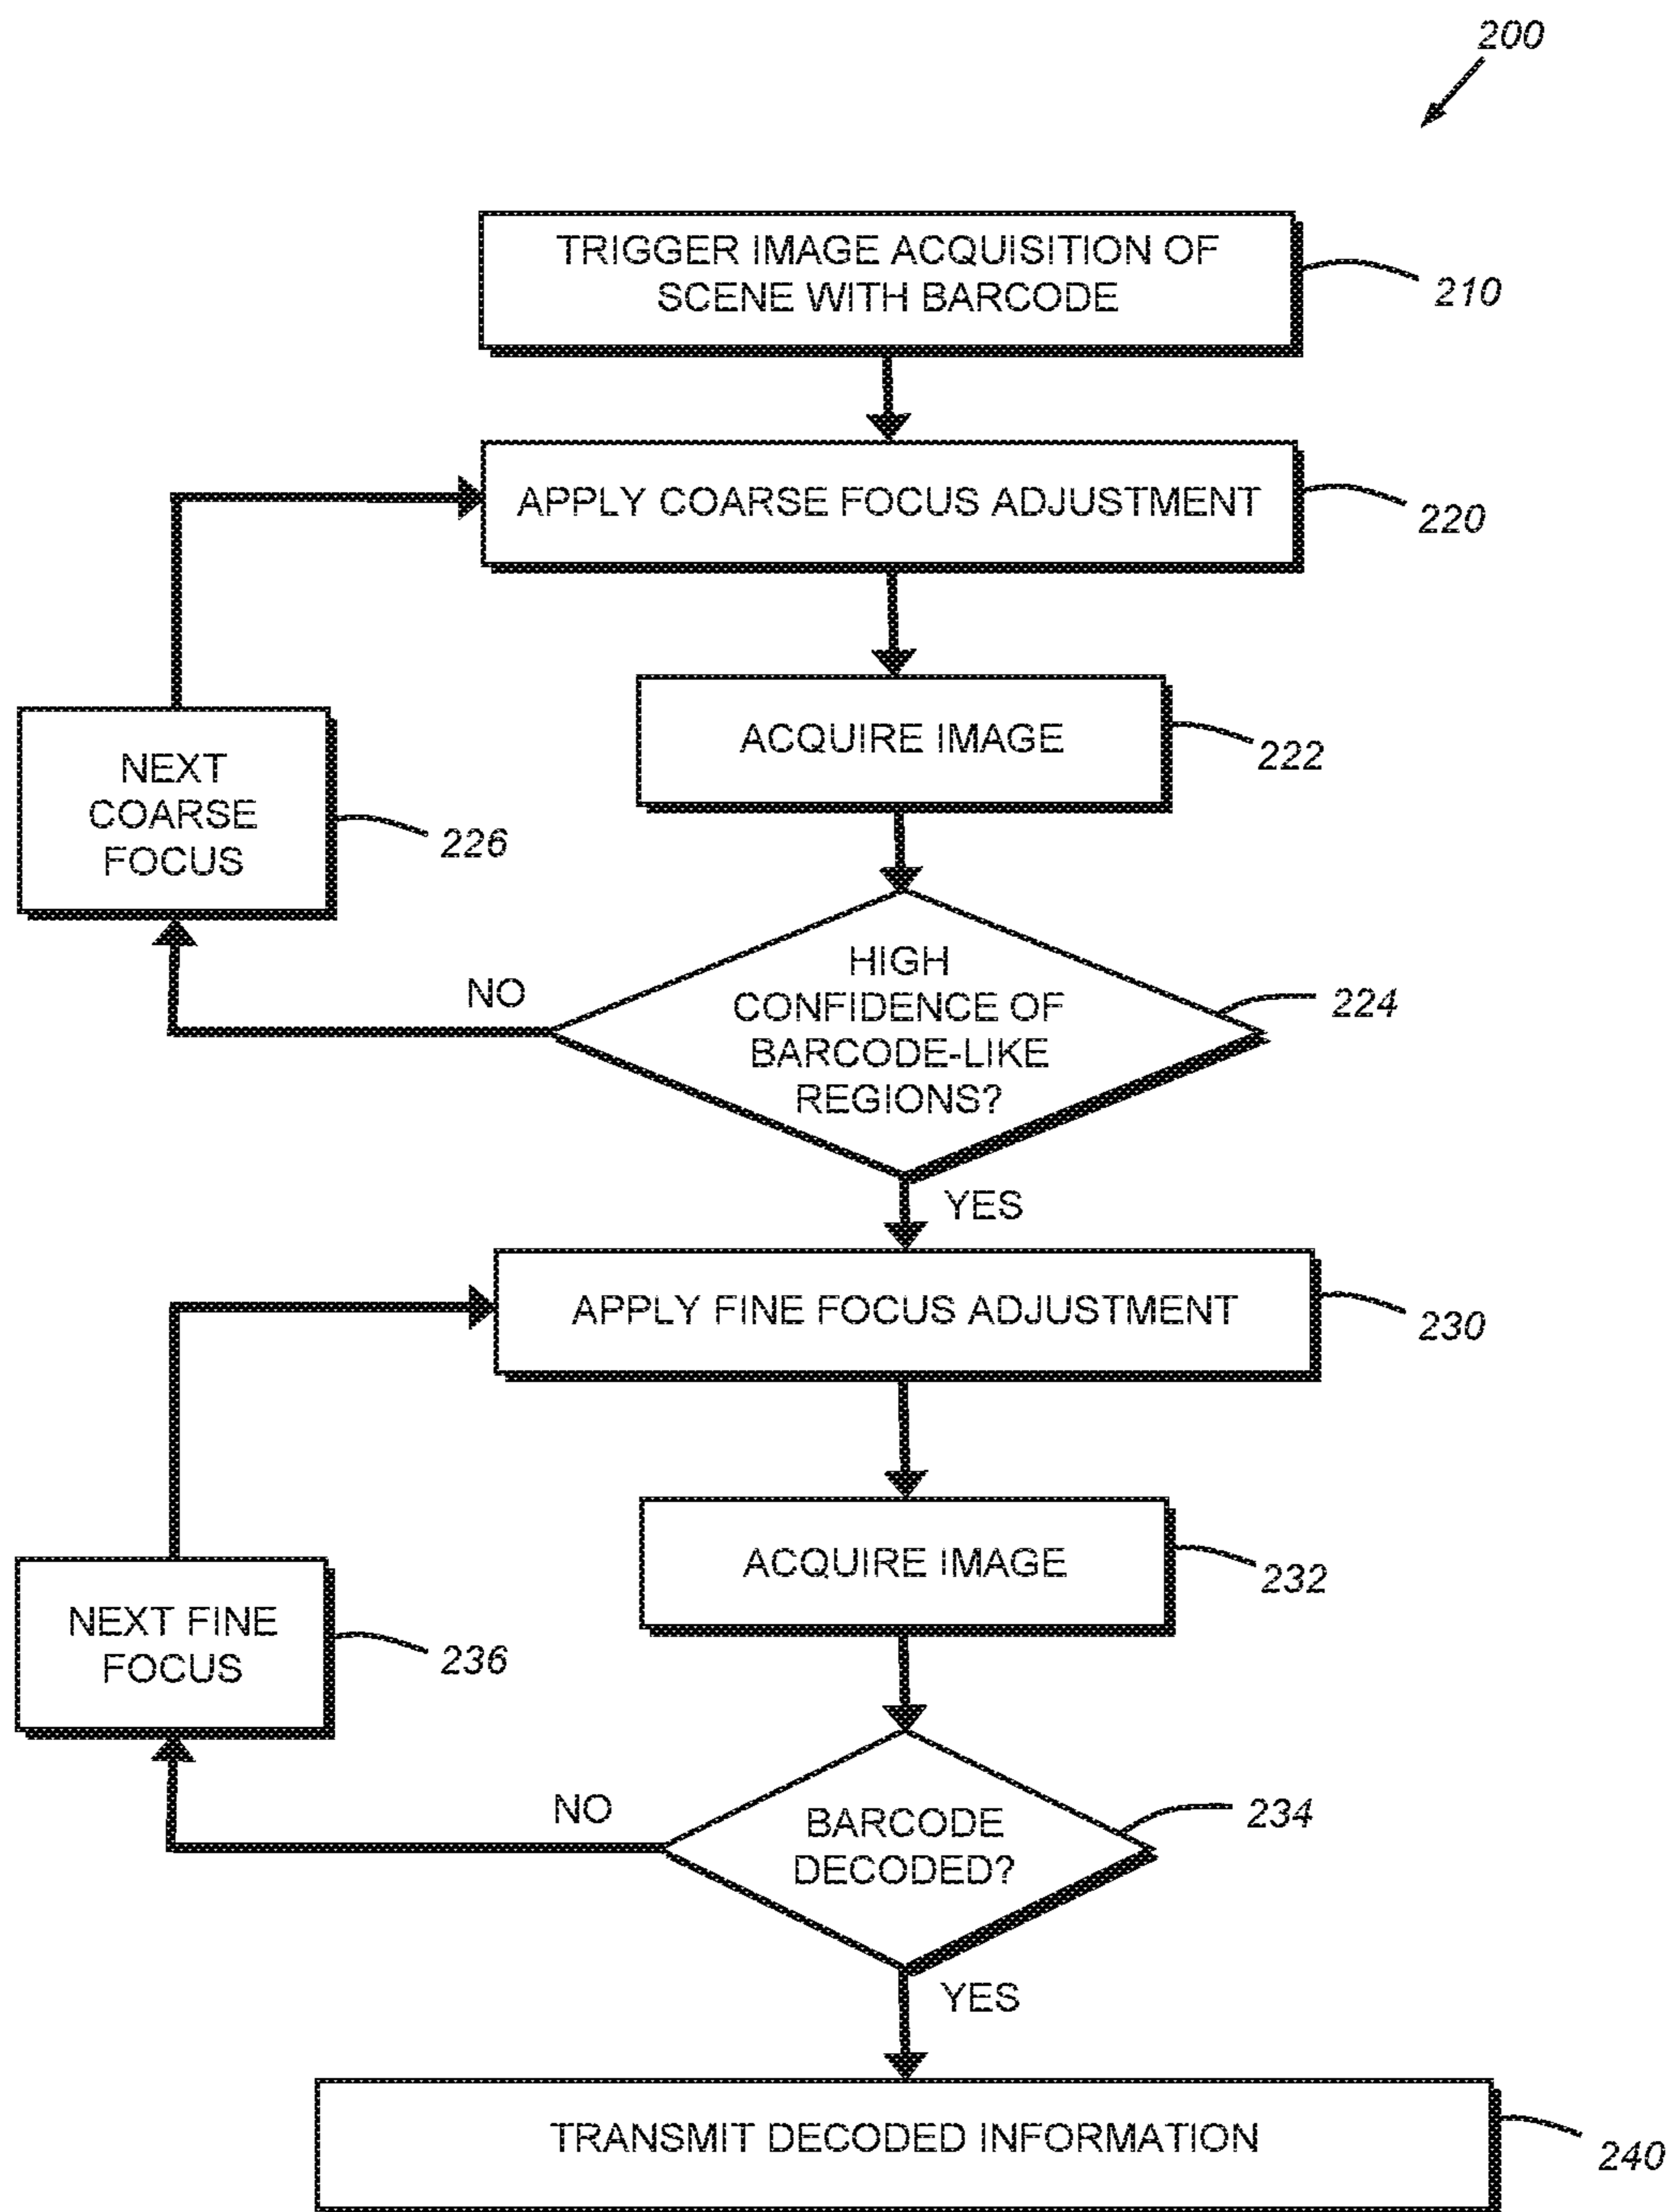 200
TRIGGER IMAGE ACQUISITION OF
SCENE WITH BARCODE
210
APPLY COARSE FOCUS ADJUSTMENT
220
ACQUIRE IMAGE
222
NEXT
COARSE
FOCUS
226
HIGH
CONFIDENCE OF
BARCODE-LIKE
REGIONS?
224
NO
YES
APPLY FINE FOCUS ADJUSTMENT
230
ACQUIRE IMAGE
232
NEXT FINE
FOCUS
236
BARCODE
DECODED?
234
NO
YES
TRANSMIT DECODED INFORMATION
240